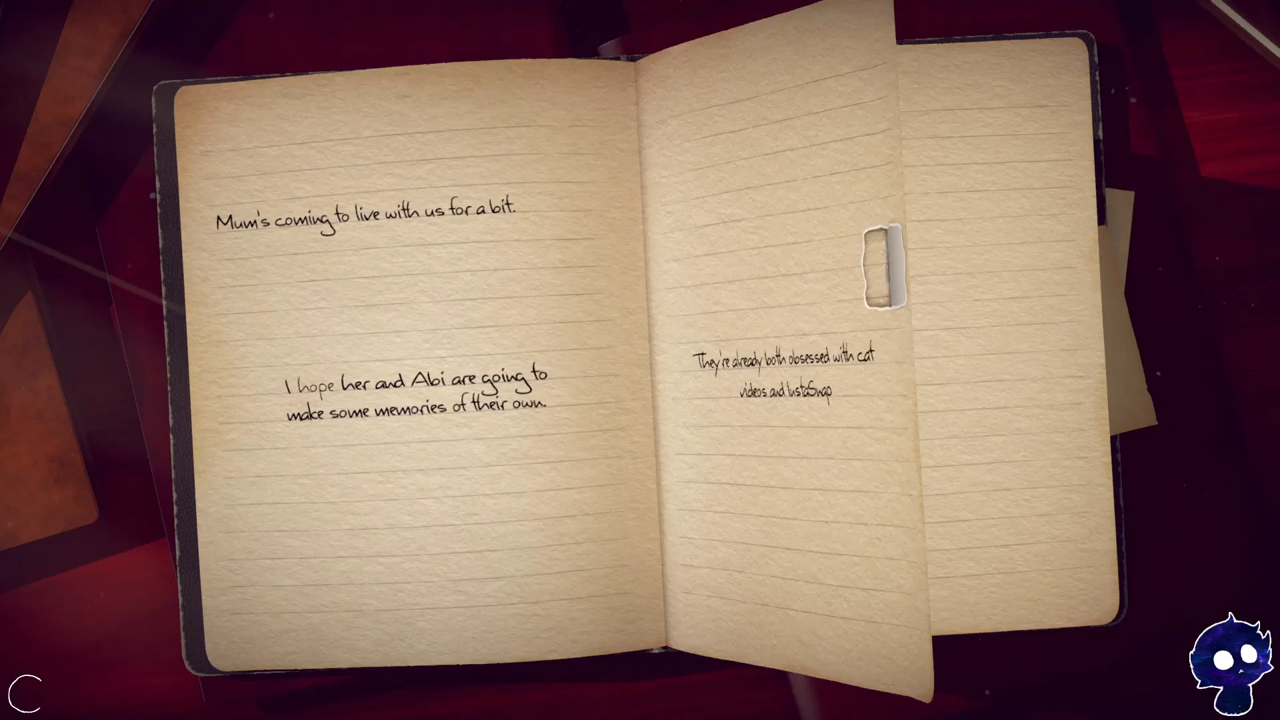 Mum's coming to live with us for a bit.
I hope her and Abi are going to
make some memories of their own.
They're already both obsessed with cat
videos and InstaSnap